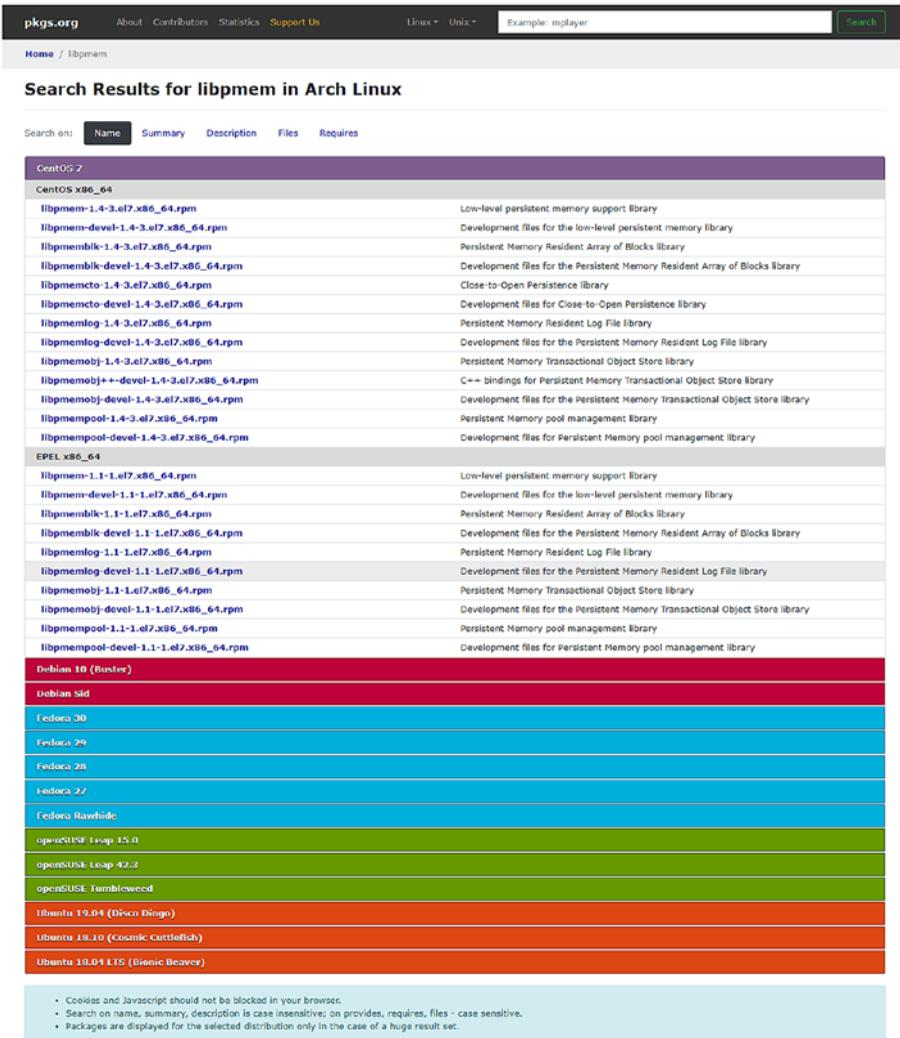 pkgs.org About Contributors Statistics Support Us Linux Unix Example: mplayer Search
Home / libpmem
Search Results for libpmem in Arch Linux
Search on: Name Summary Description Files Requires
CentOS 7
CentOS x86_64
libpmem-1.4-3.el7.x86_64.rpm Low-level persistent memory support library
libpmem-devel-1.4-3.el7.x86_64.rpm Development files for the low-level persistent memory library
libpmemblk-1.4-3.el7.x86_64.rpm Persistent Memory Resident Array of Blocks library
libpmemblk-devel-1.4-3.el7.x86_64.rpm Development files for the Persistent Memory Resident Array of Blocks library
libpmemcto-1.4-3.el7.x86_64.rpm Close-to-Open Persistence library
libpmemcto-devel-1.4-3.el7.x86_64.rpm Development files for Close-to-Open Persistence library
libpmemlog-1.4-3.el7.x86_64.rpm Persistent Memory Resident Log File library
libpmemlog-devel-1.4-3.el7.x86_64.rpm Development files for the Persistent Memory Resident Log File library
libpmemobj-1.4-3.el7.x86_64.rpm Persistent Memory Transactional Object Store library
libpmemobj++-devel-1.4-3.el7.x86_64.rpm C++ bindings for Persistent Memory Transactional Object Store library
libpmemobj-devel-1.4-3.el7.x86_64.rpm Development files for the Persistent Memory Transactional Object Store library
libpmempool-1.4-3.el7.x86_64.rpm Persistent Memory pool management library
libpmempool-devel-1.4-3.el7.x86_64.rpm Development files for Persistent Memory pool management library
EPEL x86_64
libpmem-1.1-1.el7.x86_64.rpm Low-level persistent memory support library
libpmem-devel-1.1-1.el7.x86_64.rpm Development files for the low-level persistent memory library
libpmemblk-1.1-1.el7.x86_64.rpm Persistent Memory Resident Array of Blocks library
libpmemblk-devel-1.1-1.el7.x86_64.rpm Development files for the Persistent Memory Resident Array of Blocks library
libpmemlog-1.1-1.el7.x86_64.rpm Persistent Memory Resident Log File library
libpmemlog-devel-1.1-1.el7.x86_64.rpm Development files for the Persistent Memory Resident Log File library
libpmemobj-1.1-1.el7.x86_64.rpm Persistent Memory Transactional Object Store library
libpmemobj-devel-1.1-1.el7.x86_64.rpm Development files for the Persistent Memory Transactional Object Store library
libpmempool-1.1-1.el7.x86_64.rpm Persistent Memory pool management library
libpmempool-devel-1.1-1.el7.x86_64.rpm Development files for Persistent Memory pool management library
Debian 10 (Buster)
Debian Sid
Fedora 30
Fedora 29
Fedora 28
Fedora 27
Fedora Rawhide
openSUSE Leap 15.0
openSUSE Leap 42.3
openSUSE Tumbleweed
Ubuntu 19.04 (Disco Dingo)
Ubuntu 18.10 (Cosmic Cuttlefish)
Ubuntu 18.04 LTS (Bionic Beaver)
• Cookies and Javascript should not be blocked in your browser.
• Search on name, summary, description is case insensitive; on provides, requires, files - case sensitive.
• Packages are displayed for the selected distribution only in the case of a huge result set.